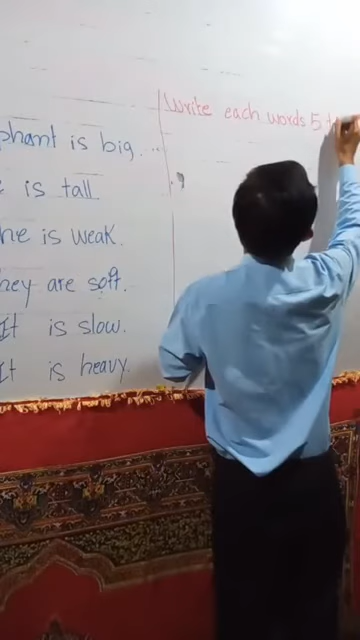 Write each words 5 t
phant is big.
e is tall
he is weak.
hey are soft.
It is slow.
It is heavy.